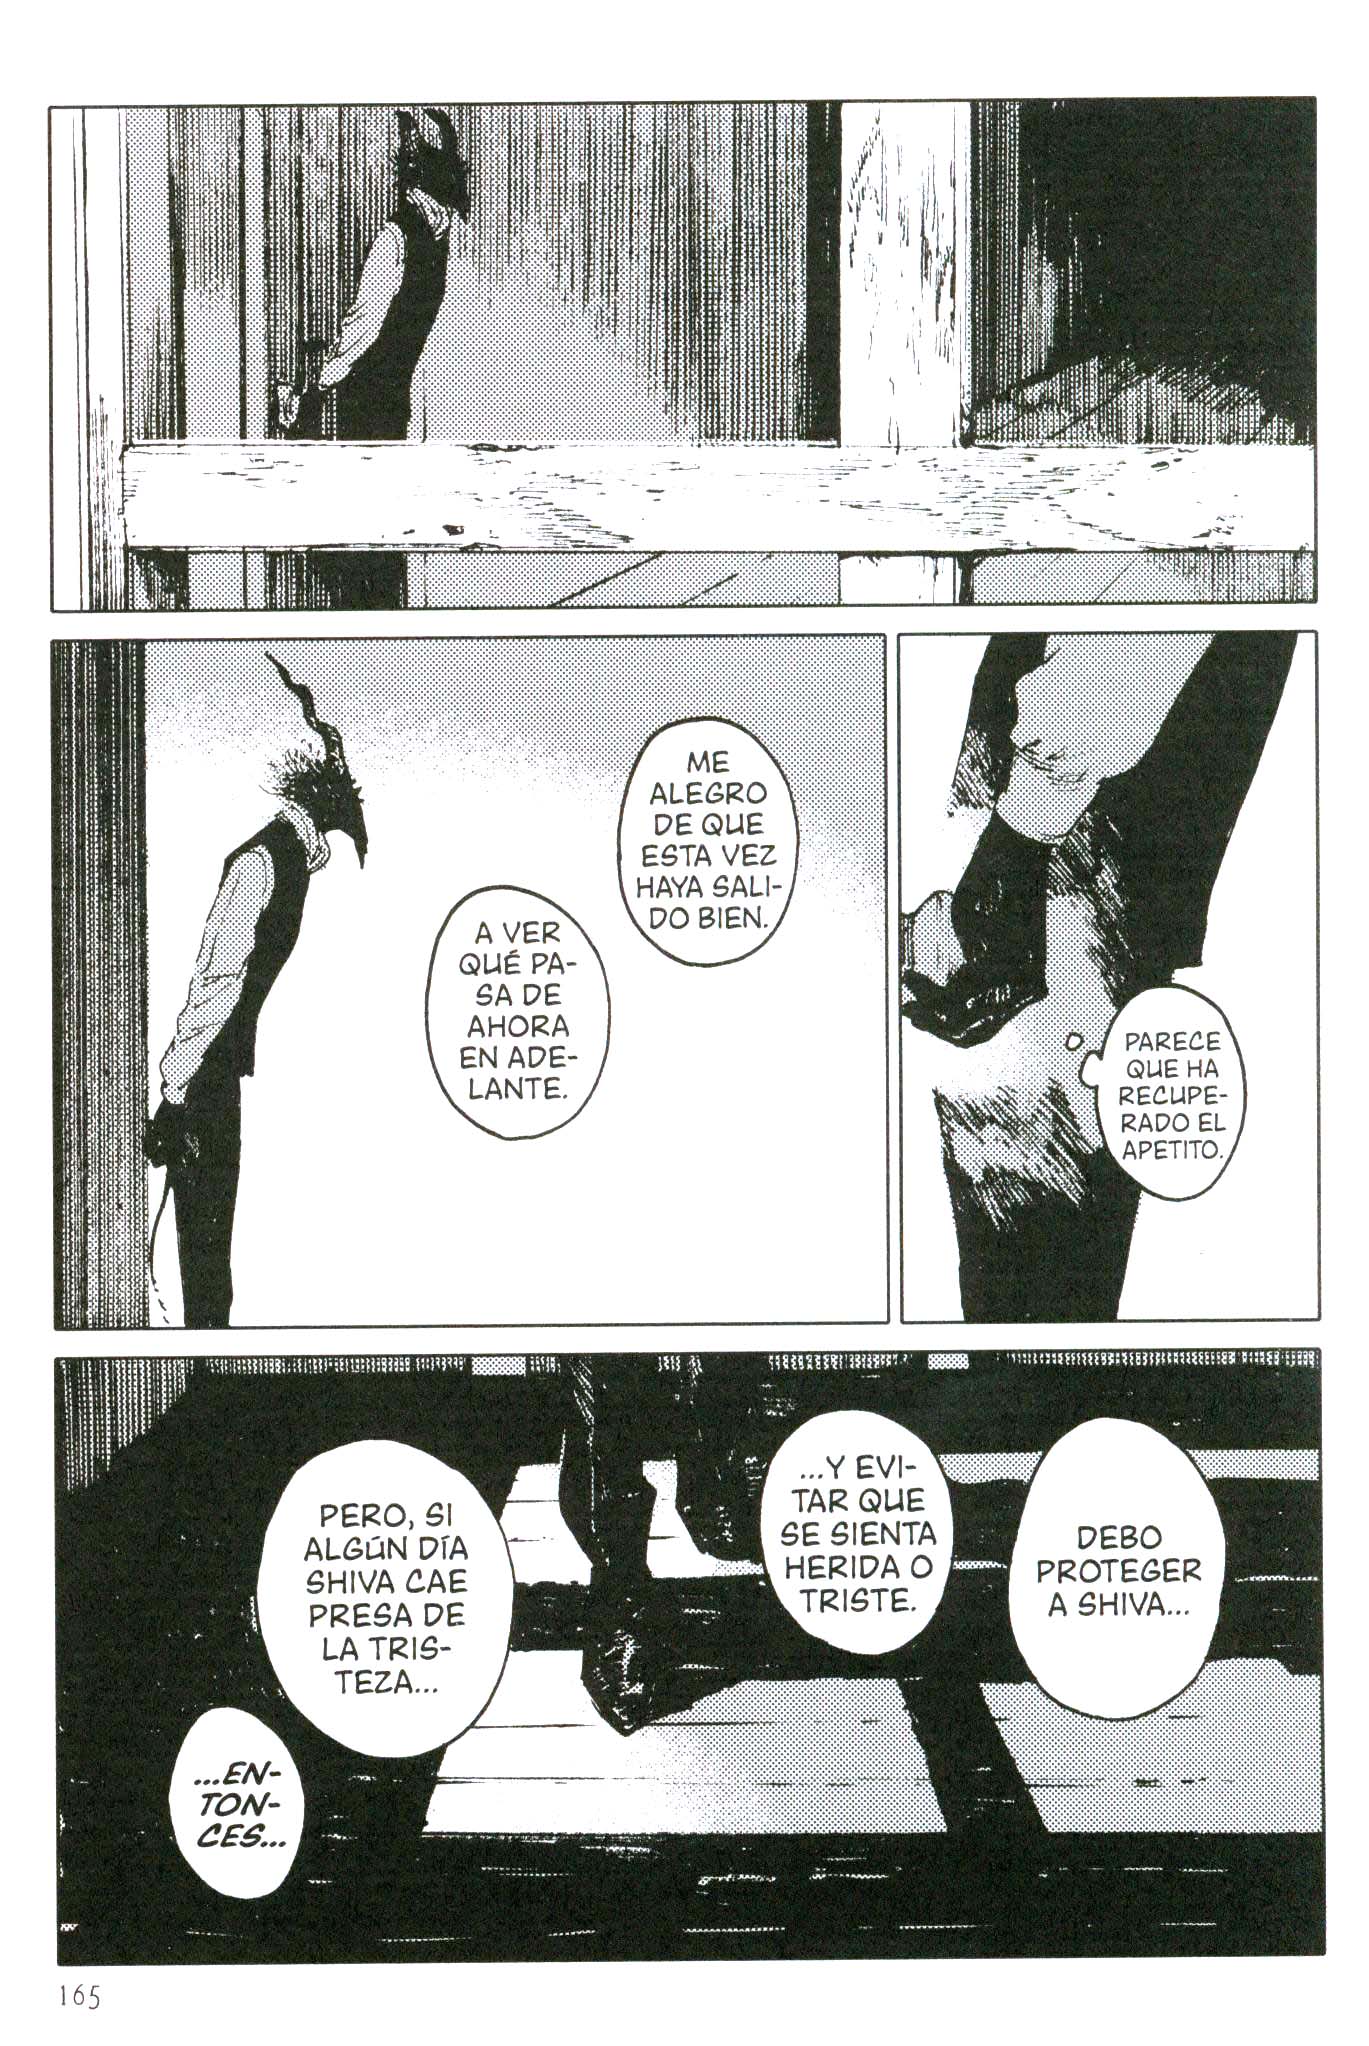 PARECE
QUE HA
RECUPE-
RADO EL
APETITO.
ME
ALEGRO
DE QUE
ESTA VEZ
HAYA SALI-
DO BIEN.
A VER
QUÉ PA-
SA DE
AHORA
EN ADE-
LANTE.
DEBO
PROTEGER
A SHIVA...
...Y EVI-
TAR QUE
SE SIENTA
HERIDA O
TRISTE.
PERO, SI
ALGÚN DÍA
SHIVA CAE
PRESA DE
LA TRIS-
TEZA...
...EN-
TON-
CES...
165